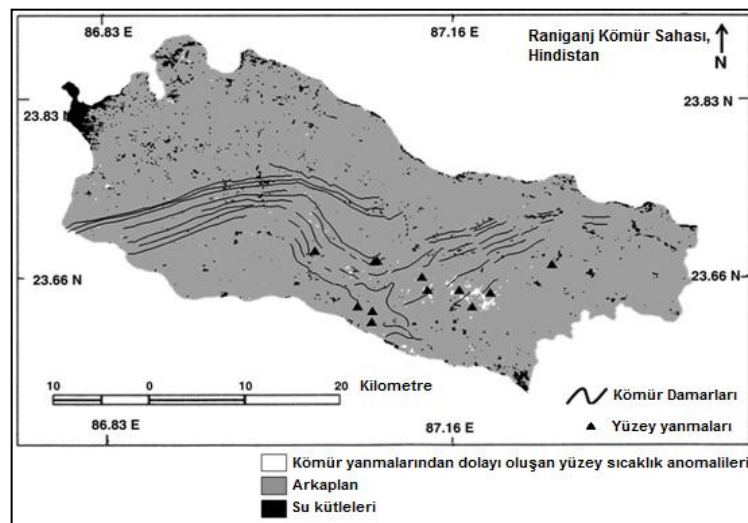 86.83 E
87.16 E
Raniganj Kömür Sahası,
Hindistan
N
23.83 N
23.83 N
23.66 N
23.66 N
10 0 10 20 Kilometre
Kömür Damarları
Yüzey yanmaları
86.83 E
87.16 E
Kömür yanmalarından dolayı oluşan yüzey sıcaklık anomalileri
Arkaplan
Su kütleleri